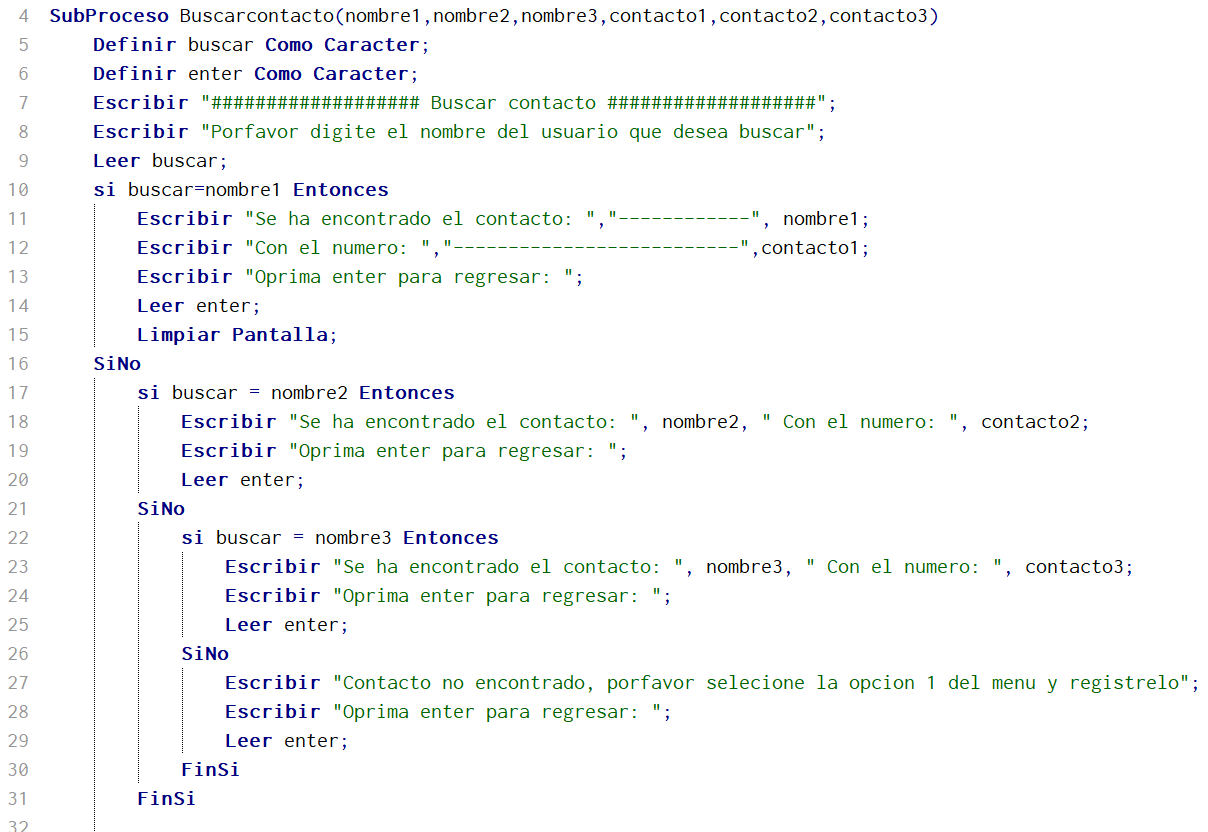 4 SubProceso Buscarcontacto(nombre1,nombre2,nombre3,contacto1,contacto2,contacto3)
5 Definir buscar Como Caracter;
6 Definir enter Como Caracter;
7 Escribir "################### Buscar contacto ###################";
8 Escribir "Porfavor digite el nombre del usuario que desea buscar";
9 Leer buscar;
10 si buscar=nombre1 Entonces
11 Escribir "Se ha encontrado el contacto: ","------------", nombre1;
12 Escribir "Con el numero: ","--------------------------",contacto1;
13 Escribir "Oprima enter para regresar: ";
14 Leer enter;
15 Limpiar Pantalla;
16 SiNo
17 si buscar = nombre2 Entonces
18 Escribir "Se ha encontrado el contacto: ", nombre2, " Con el numero: ", contacto2;
19 Escribir "Oprima enter para regresar: ";
20 Leer enter;
21 SiNo
22 si buscar = nombre3 Entonces
23 Escribir "Se ha encontrado el contacto: ", nombre3, " Con el numero: ", contacto3;
24 Escribir "Oprima enter para regresar: ";
25 Leer enter;
26 SiNo
27 Escribir "Contacto no encontrado, porfavor selecione la opcion 1 del menu y registrelo";
28 Escribir "Oprima enter para regresar: ";
29 Leer enter;
30 FinSi
31 FinSi
32